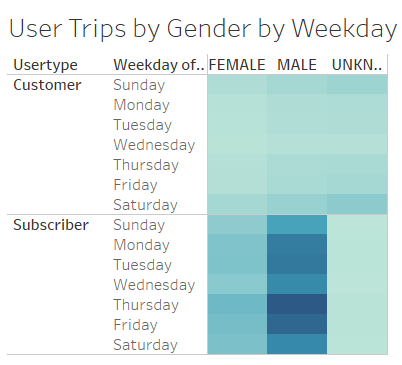 User Trips by Gender by Weekday
Usertype Weekday of.. FEMALE MALE UNKN..
Customer Sunday
Monday
Tuesday
Wednesday
Thursday
Friday
Saturday
Subscriber Sunday
Monday
Tuesday
Wednesday
Thursday
Friday
Saturday